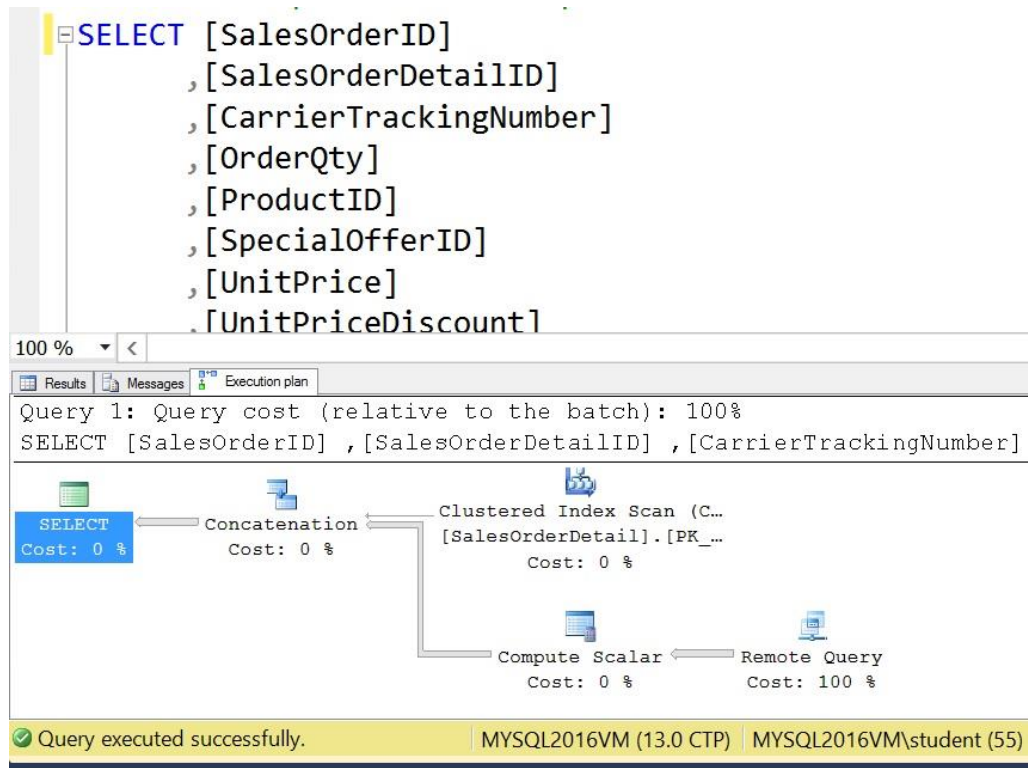 SELECT [SalesOrderID]
,[SalesOrderDetailID]
,[CarrierTrackingNumber]
,[OrderQty]
,[ProductID]
,[SpecialOfferID]
,[UnitPrice]
,[UnitPriceDiscount]
100 %
Results Messages Execution plan
Query 1: Query cost (relative to the batch): 100%
SELECT [SalesOrderID] ,[SalesOrderDetailID] ,[CarrierTrackingNumber]
SELECT
Cost: 0 %
Concatenation
Cost: 0 %
Clustered Index Scan (C…
[SalesOrderDetail].[PK_…
Cost: 0 %
Compute Scalar
Cost: 0 %
Remote Query
Cost: 100 %
Query executed successfully. MYSQL2016VM (13.0 CTP) MYSQL2016VM\student (55)